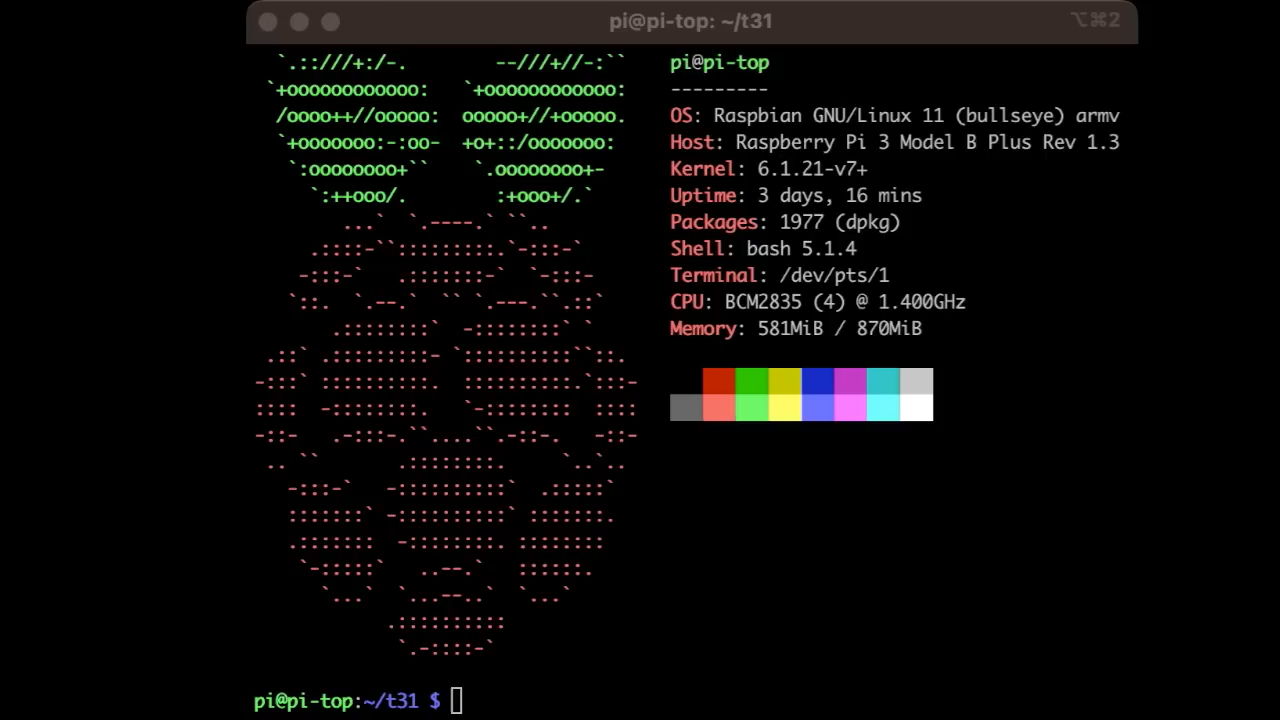 pi@pi-top: ~/t31
⌥⌘2
pi@pi-top
---------
OS: Raspbian GNU/Linux 11 (bullseye) armv
Host: Raspberry Pi 3 Model B Plus Rev 1.3
Kernel: 6.1.21-v7+
Uptime: 3 days, 16 mins
Packages: 1977 (dpkg)
Shell: bash 5.1.4
Terminal: /dev/pts/1
CPU: BCM2835 (4) @ 1.400GHz
Memory: 581MiB / 870MiB
pi@pi-top:~/t31 $